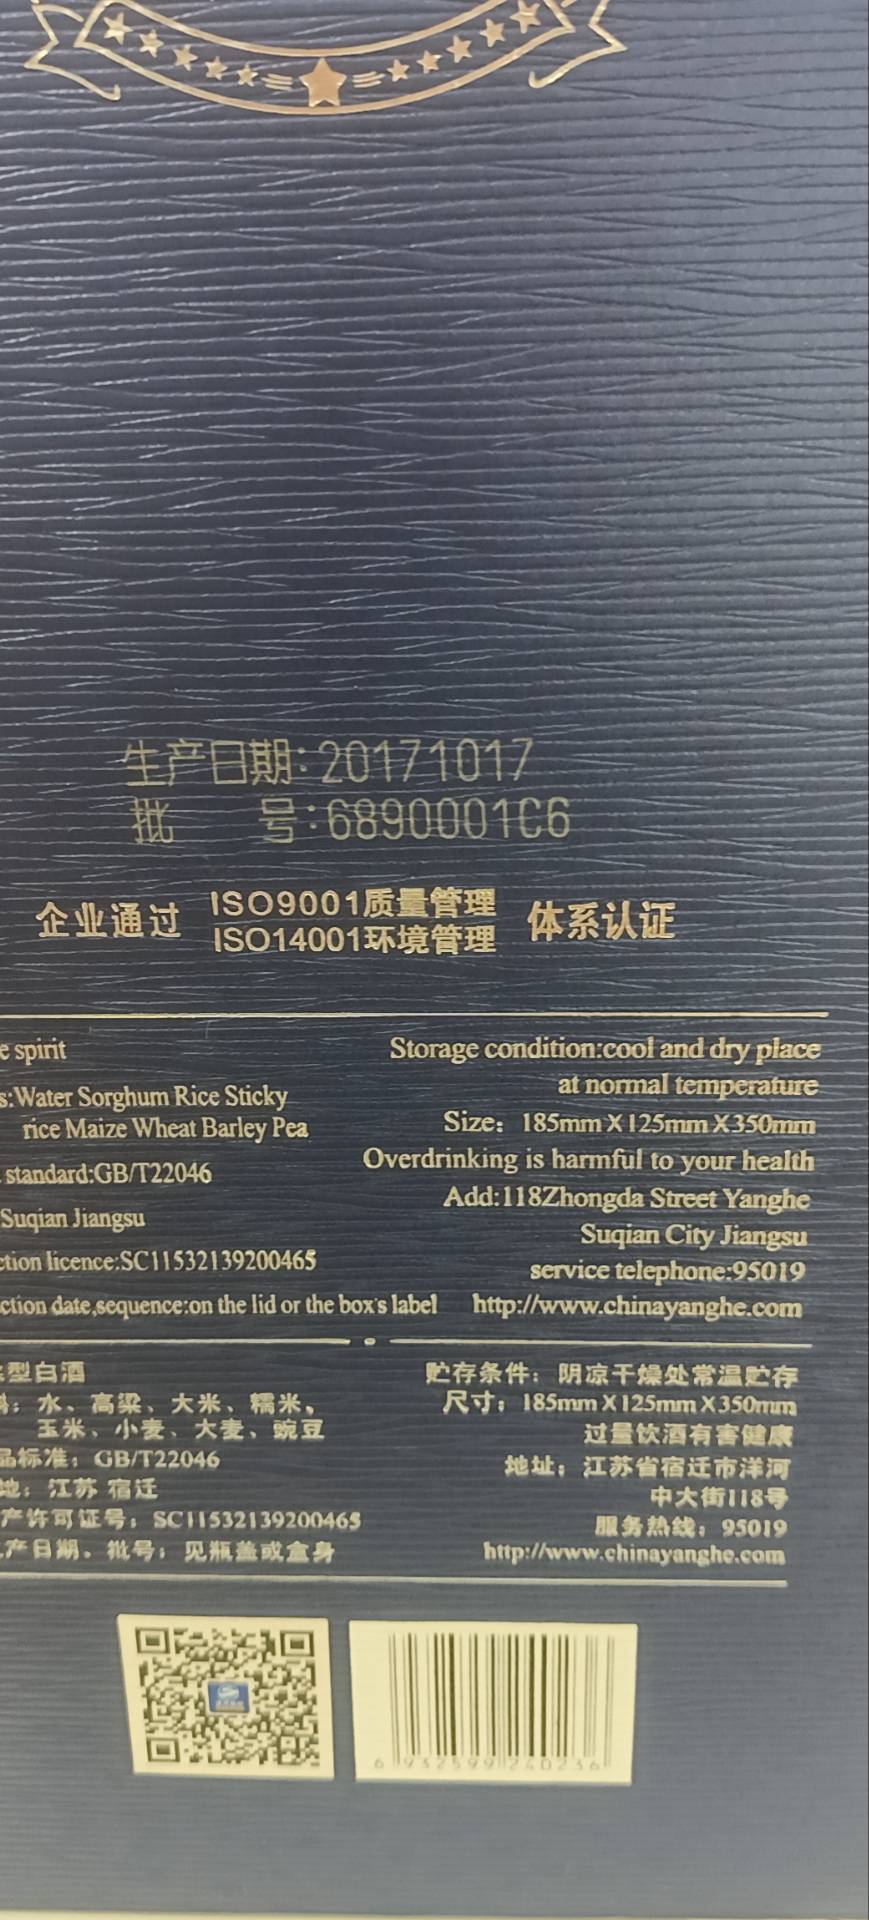 生产日期:20171017
批 号:6890001C6
企业通过 ISO9001质量管理 体系认证
ISO14001环境管理
spirit
Water Sorghum Rice Sticky
rice Maize Wheat Barley Pea
standard:GB/T22046
Suqian Jiangsu
licence:SC11532139200465
date,sequence:on the lid or the box's label
Storage condition:cool and dry place
at normal temperature
Size: 185mmX125mmX350mm
Overdrinking is harmful to your health
Add:118Zhongda Street Yanghe
Suqian City Jiangsu
service telephone:95019
http://www.chinayanghe.com
型白酒
水、高粱、大米、糯米、
玉米、小麦、大麦、豌豆
品标准：GB/T22046
地：江苏 宿迁
产许可证号：SC11532139200465
产日期、批号：见瓶盖或盒身
贮存条件：阴凉干燥处常温贮存
尺寸：185mmX125mmX350mm
过量饮酒有害健康
地址：江苏省宿迁市洋河
中大街118号
服务热线：95019
http://www.chinayanghe.com
6 932599 240236